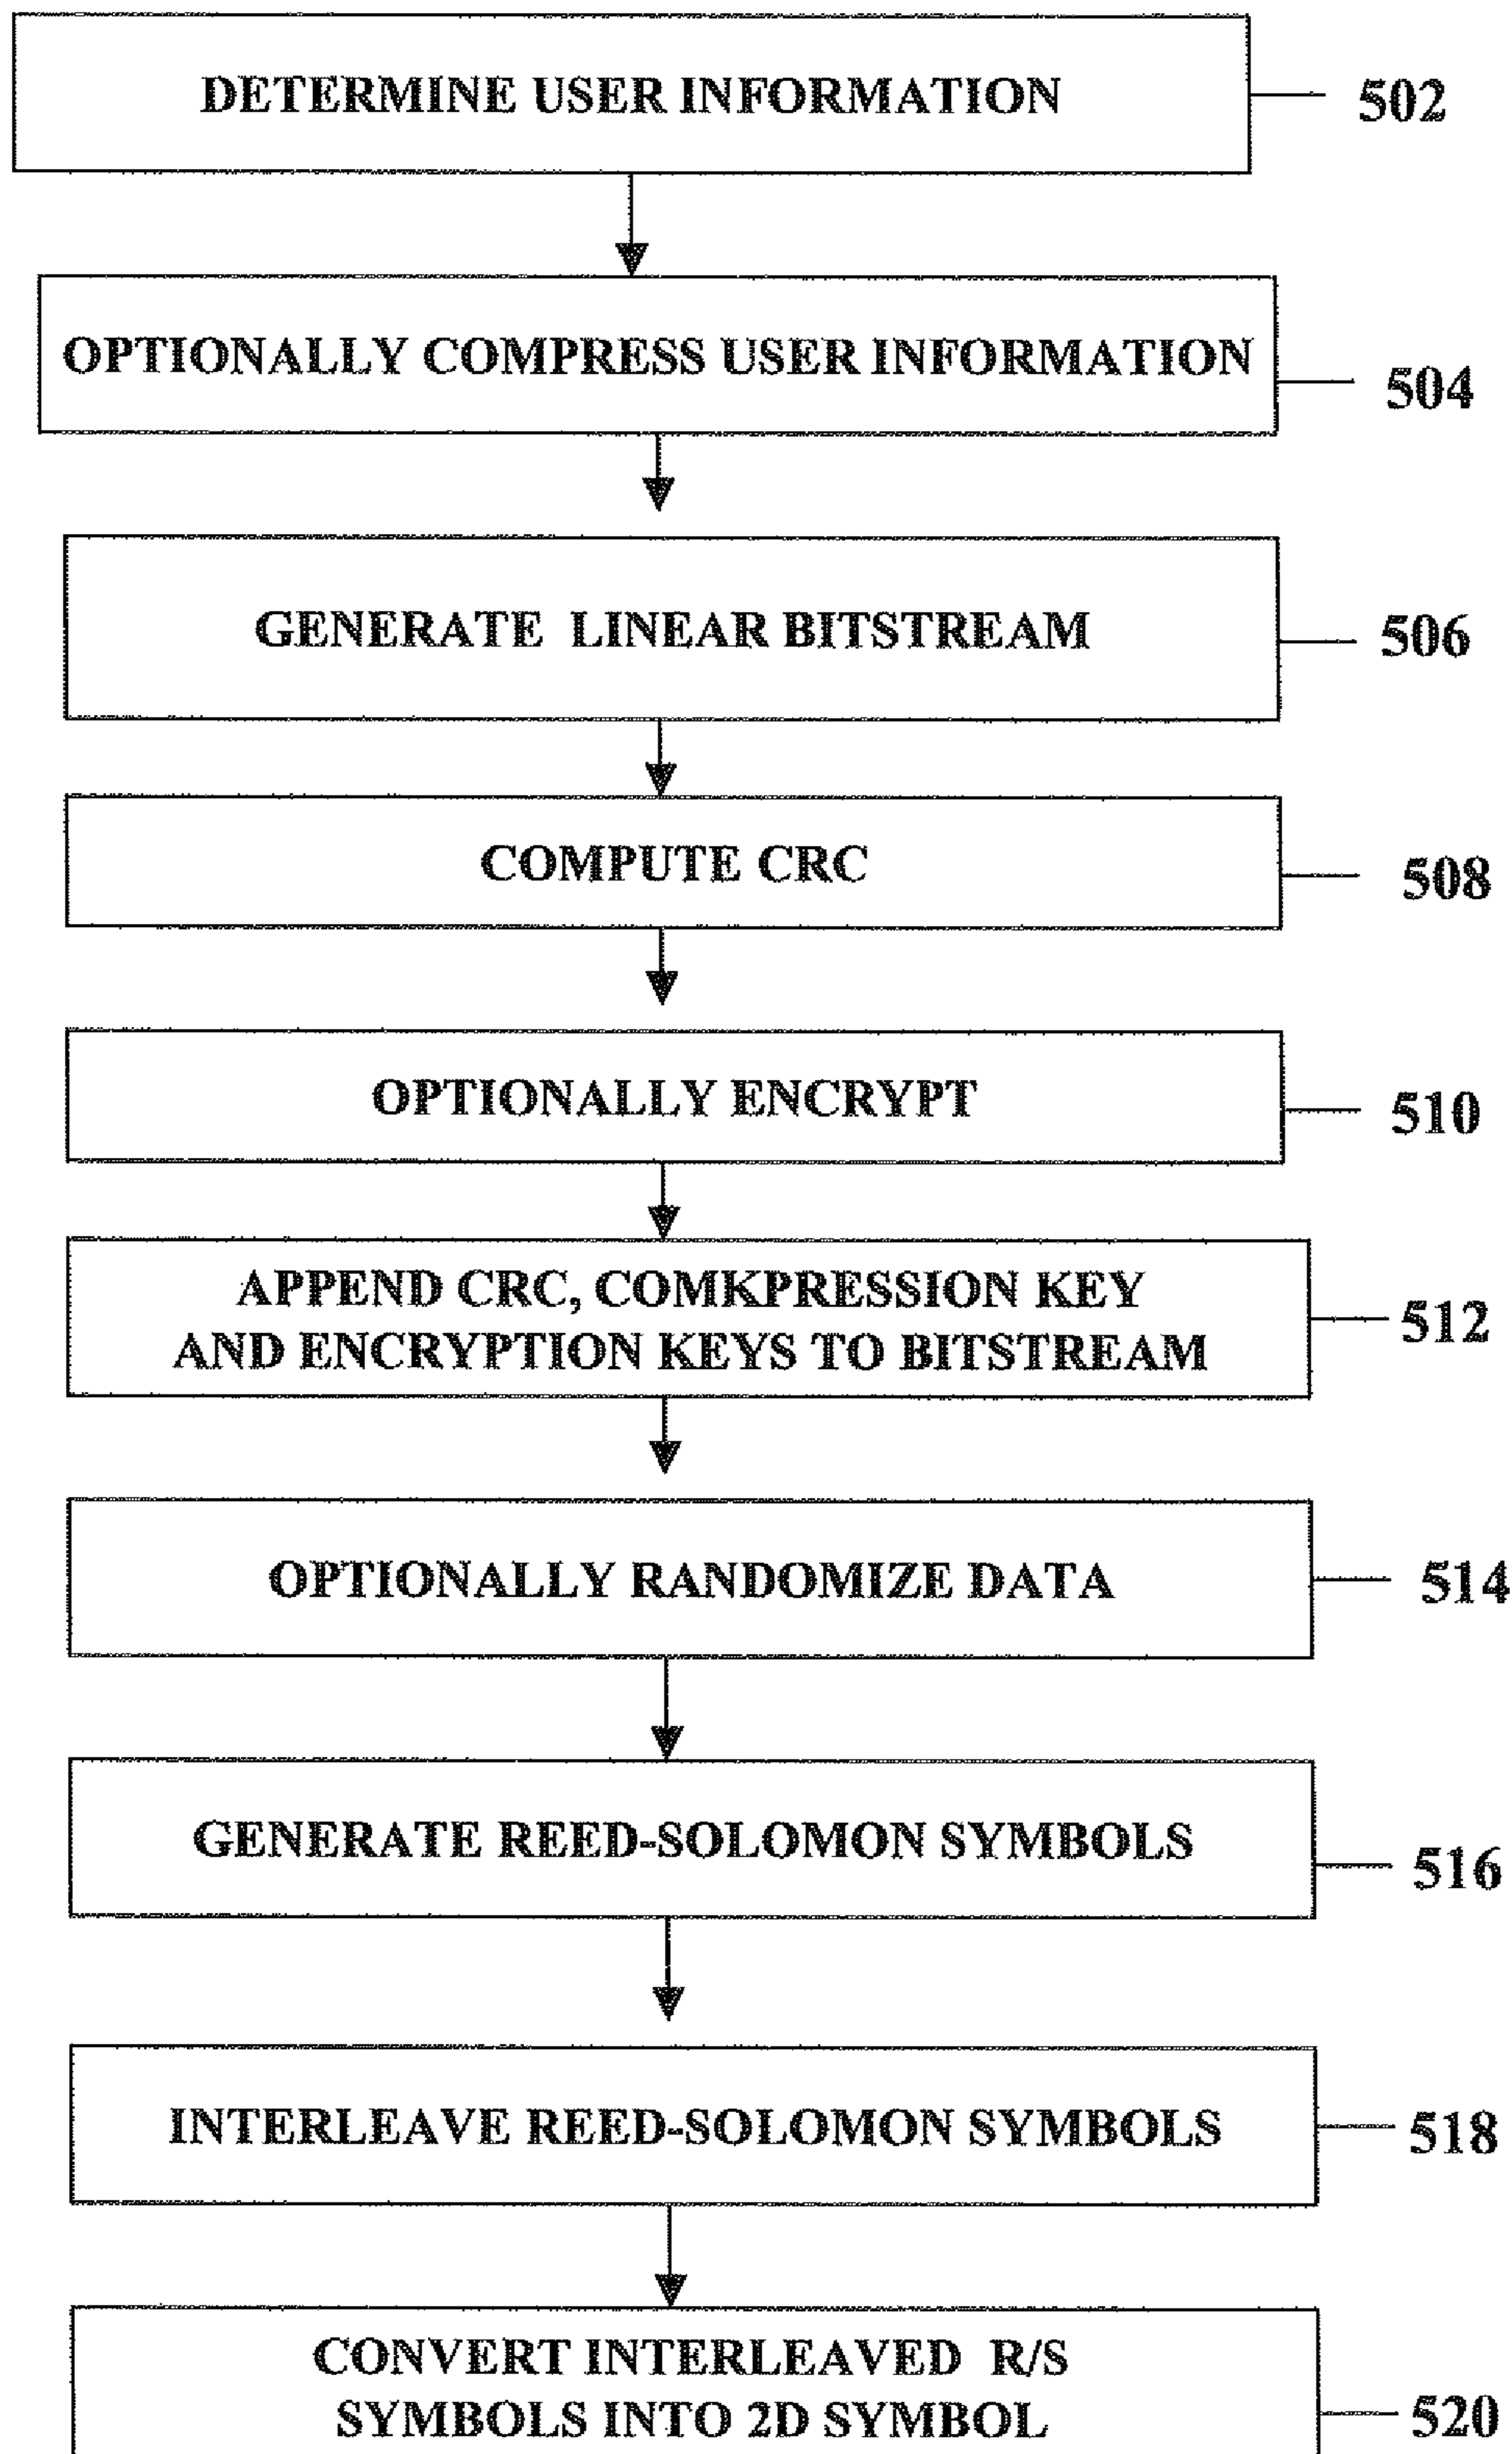 DETERMINE USER INFORMATION
502
OPTIONALLY COMPRESS USER INFORMATION
504
GENERATE LINEAR BITSTREAM
506
COMPUTE CRC
508
OPTIONALLY ENCRYPT
510
APPEND CRC, COMKPRESSION KEY
AND ENCRYPTION KEYS TO BITSTREAM
512
OPTIONALLY RANDOMIZE DATA
514
GENERATE REED-SOLOMON SYMBOLS
516
INTERLEAVE REED-SOLOMON SYMBOLS
518
CONVERT INTERLEAVED R/S
SYMBOLS INTO 2D SYMBOL
520